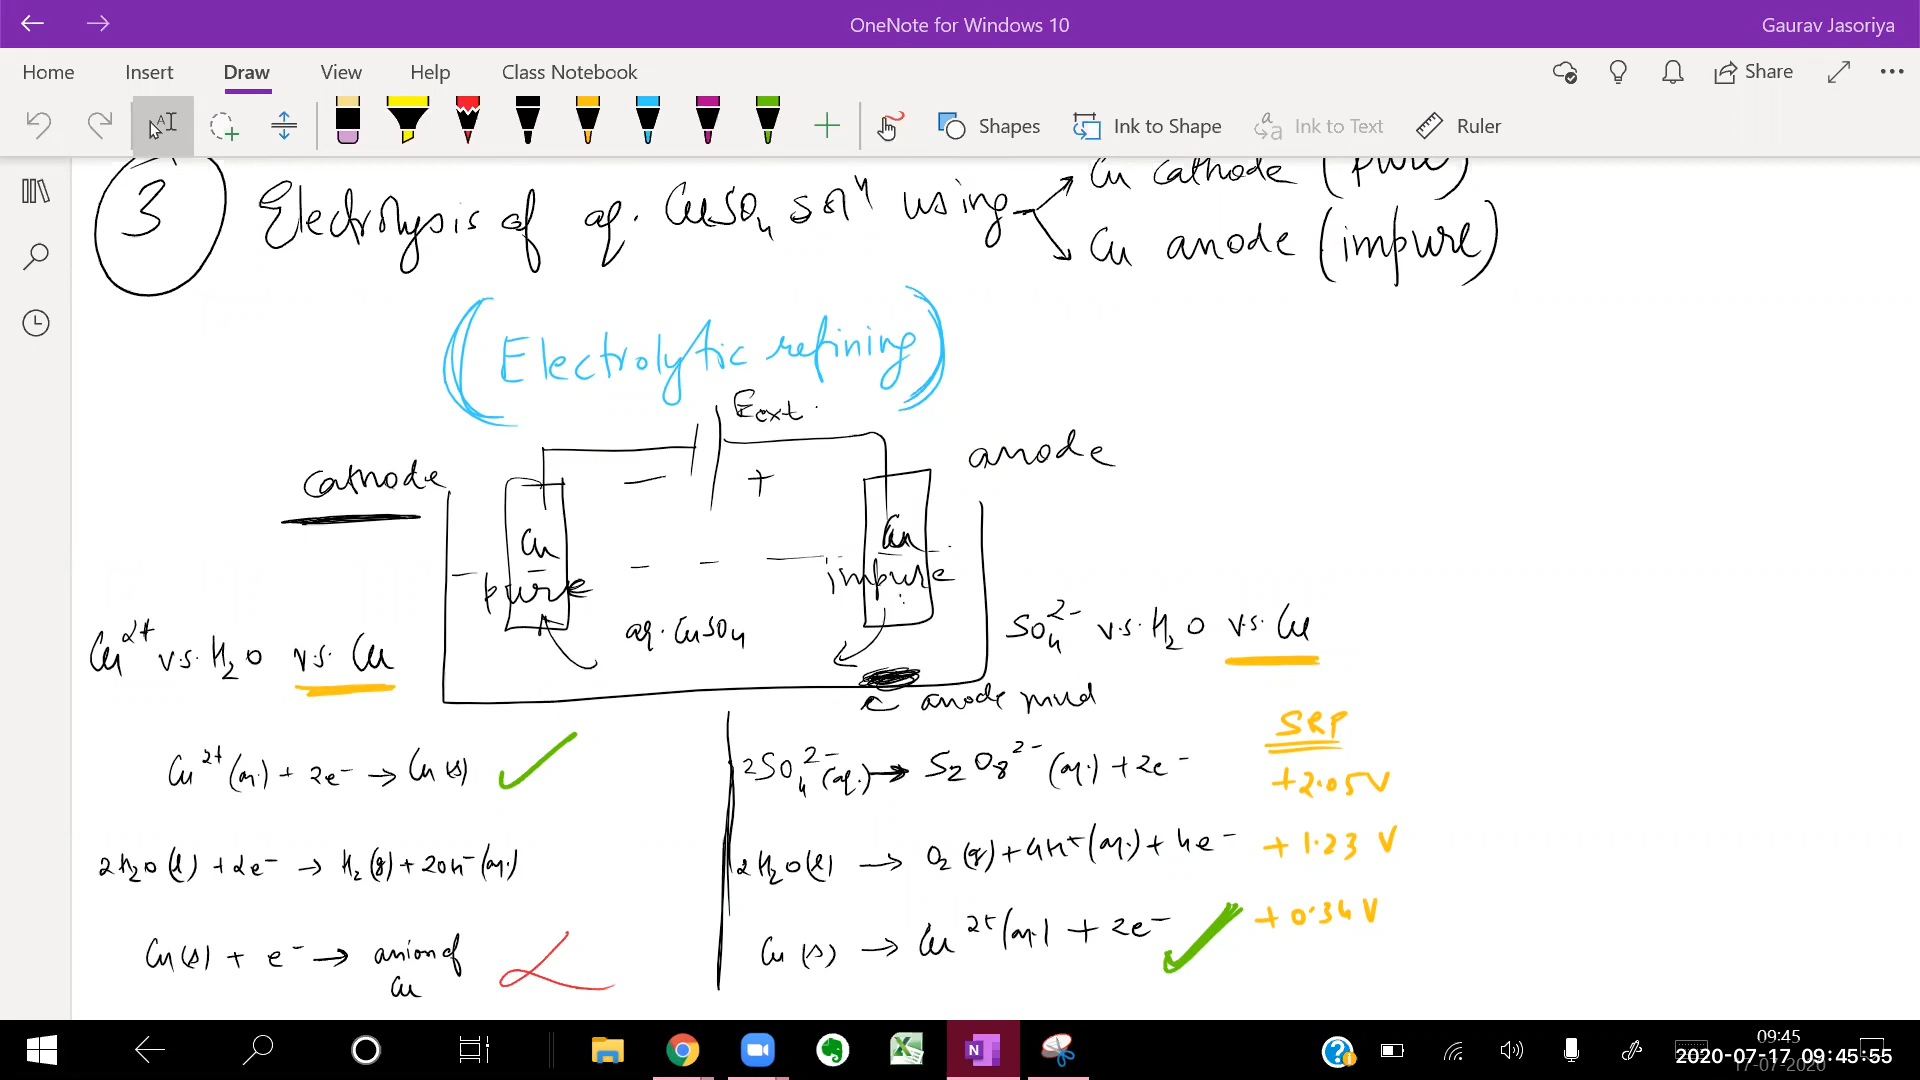 OneNote for Windows 10
Gaurav Jasoriya
Home Insert Draw View Help Class Notebook
Share
Shapes Ink to Shape Ink to Text Ruler
3 Electrolysis of aq. CuSO4 solⁿ using
Cu cathode (pure)
Cu anode (impure)
(Electrolytic refining)
Eext.
cathode
anode
− +
Cu pure
Cu impure
aq. CuSO4
Cu²⁺ v.s. H₂O v.s. Cu
SO₄²⁻ v.s. H₂O v.s. Cu
anode mud
SRP
Cu²⁺(aq.) + 2e⁻ → Cu(s)
2SO₄²⁻(aq.) → S₂O₈²⁻(aq.) + 2e⁻ +2.05V
2H₂O(l) + 2e⁻ → H₂(g) + 2OH⁻(aq.)
2H₂O(l) → O₂(g) + 4H⁺(aq.) + 4e⁻ +1.23 V
Cu(s) + e⁻ → anion of Cu
Cu(s) → Cu²⁺(aq.) + 2e⁻ +0.34 V
09:45
2020-07-17 09:45:55
17-07-2020